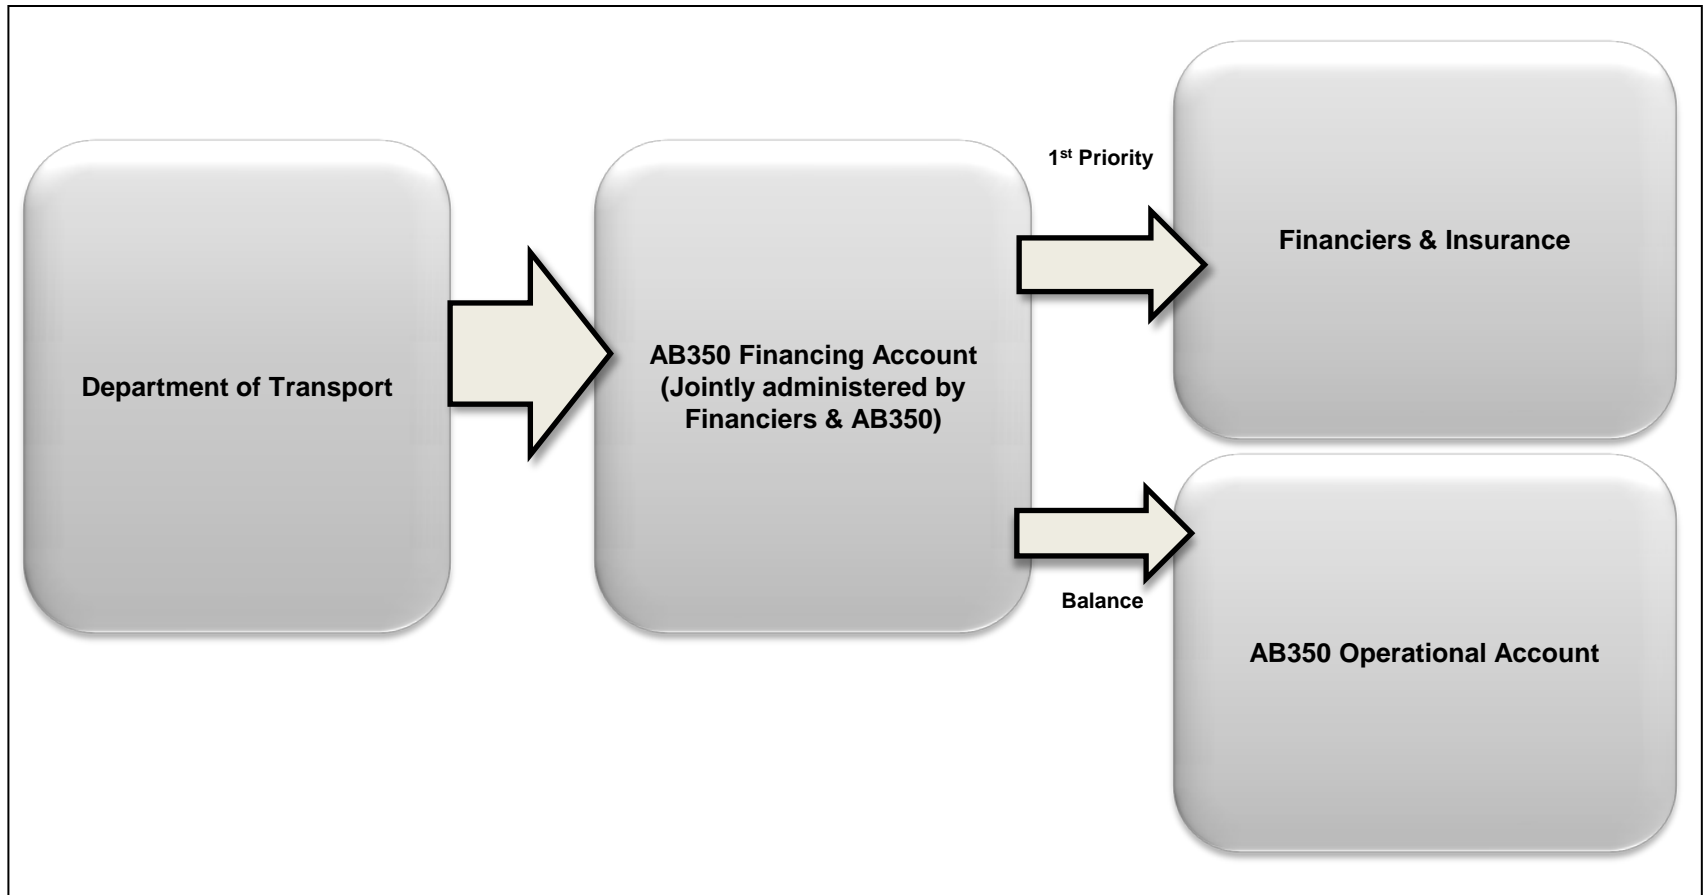 Department of Transport
AB350 Financing Account
(Jointly administered by
Financiers & AB350)
1st Priority
Financiers & Insurance
Balance
AB350 Operational Account